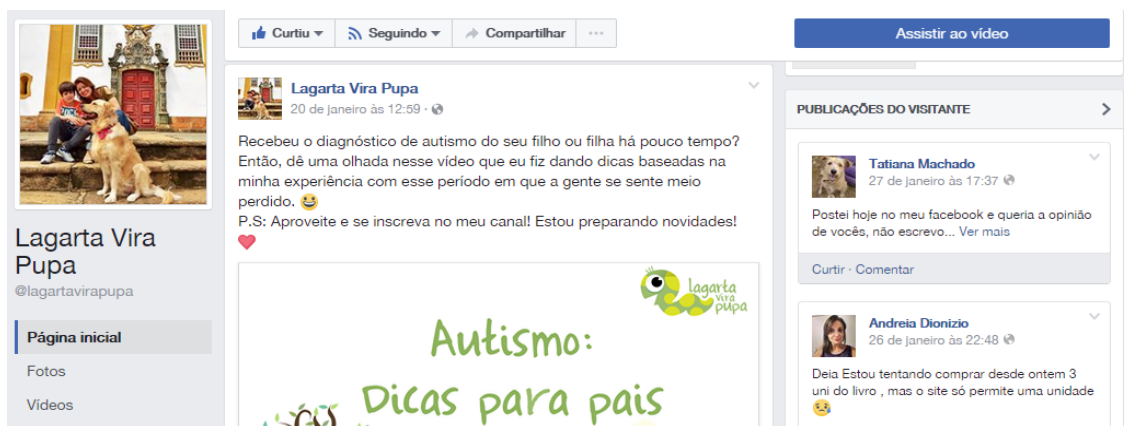 Lagarta Vira
Pupa
@lagartavirapupa
Página inicial
Fotos
Vídeos
Curtiu
Seguindo
Compartilhar
Lagarta Vira Pupa
20 de janeiro às 12:59 ·
Recebeu o diagnóstico de autismo do seu filho ou filha há pouco tempo?
Então, dê uma olhada nesse vídeo que eu fiz dando dicas baseadas na
minha experiência com esse período em que a gente se sente meio
perdido. 😆
P.S: Aproveite e se inscreva no meu canal! Estou preparando novidades!
❤
lagarta
vira
pupa
Autismo:
Dicas para pais
Assistir ao vídeo
PUBLICAÇÕES DO VISITANTE
Tatiana Machado
27 de janeiro às 17:37
Postei hoje no meu facebook e queria a opinião
de vocês, não escrevo... Ver mais
Curtir · Comentar
Andreia Dionizio
26 de janeiro às 22:48
Deia Estou tentando comprar desde ontem 3
uni do livro , mas o site só permite uma unidade
😥